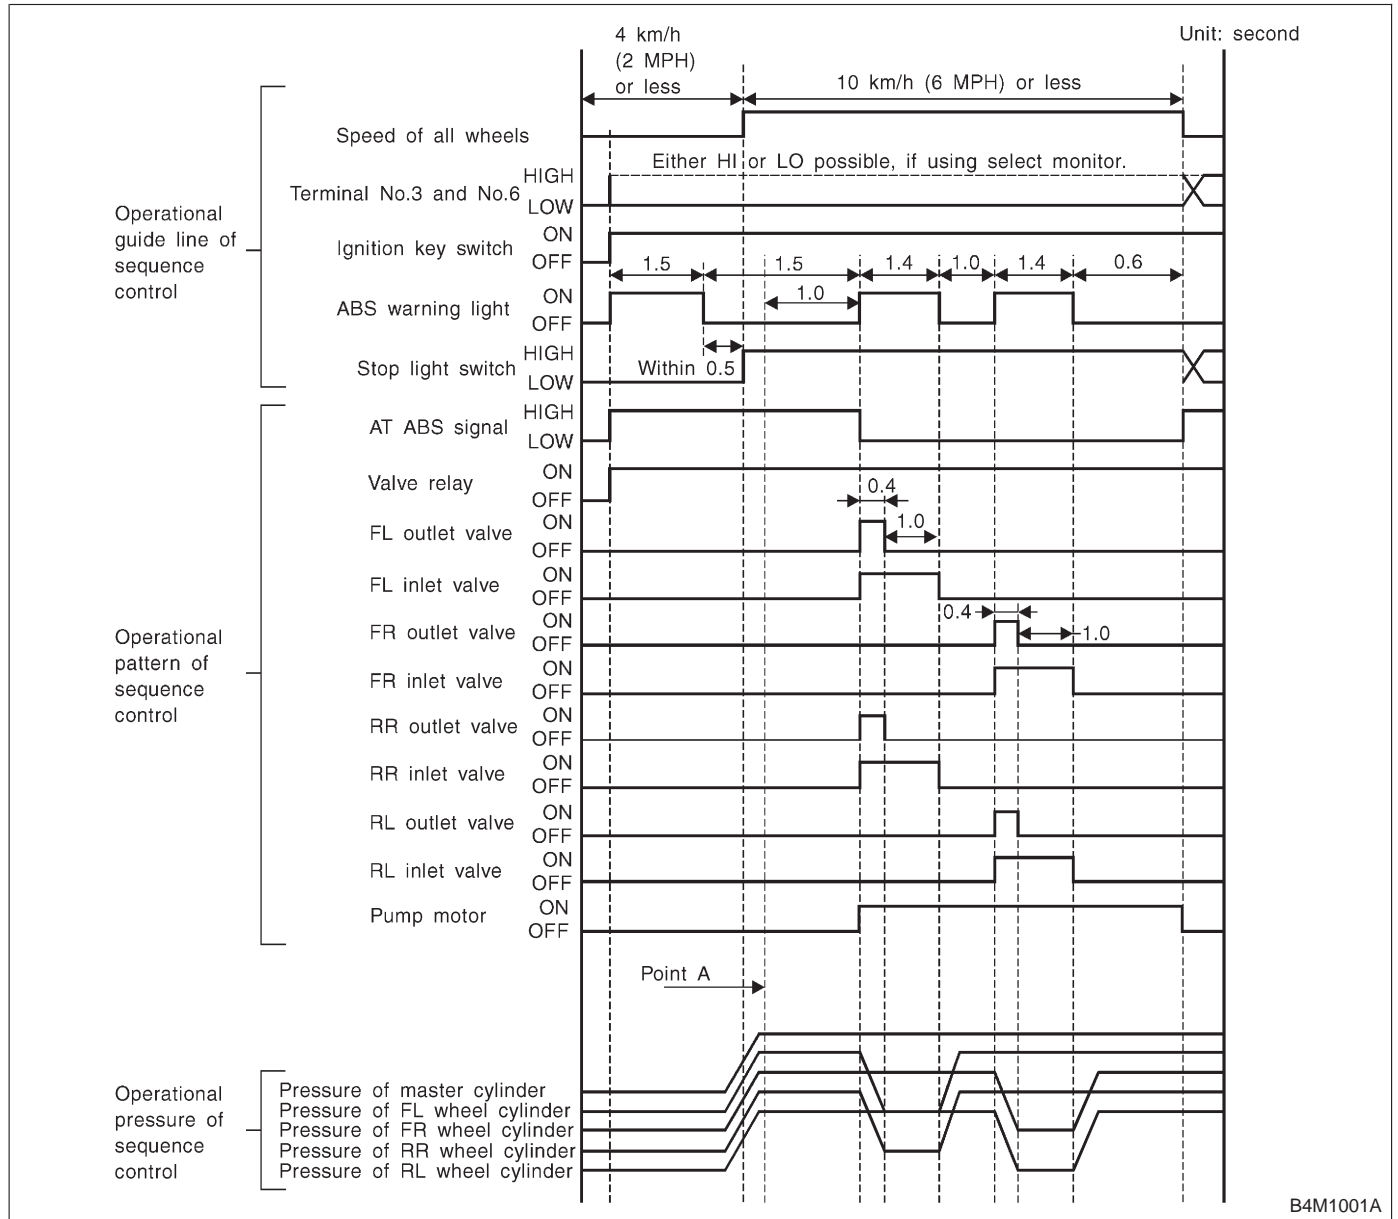 4 km/h
(2 MPH)
or less
Unit: second
10 km/h (6 MPH) or less
Speed of all wheels
Either HI or LO possible, if using select monitor.
Operational
guide line of
sequence
control
Terminal No.3 and No.6
HIGH
LOW
Ignition key switch
ON
OFF
1.5
1.5
1.4
1.0
1.4
0.6
ABS warning light
ON
OFF
1.0
Stop light switch
HIGH
LOW
Within 0.5
Operational
pattern of
sequence
control
AT ABS signal
HIGH
LOW
Valve relay
ON
OFF
0.4
FL outlet valve
ON
OFF
1.0
FL inlet valve
ON
OFF
0.4
FR outlet valve
ON
OFF
1.0
FR inlet valve
ON
OFF
RR outlet valve
ON
OFF
RR inlet valve
ON
OFF
RL outlet valve
ON
OFF
RL inlet valve
ON
OFF
Pump motor
ON
OFF
Point A
Operational
pressure of
sequence
control
Pressure of master cylinder
Pressure of FL wheel cylinder
Pressure of FR wheel cylinder
Pressure of RR wheel cylinder
Pressure of RL wheel cylinder
B4M1001A